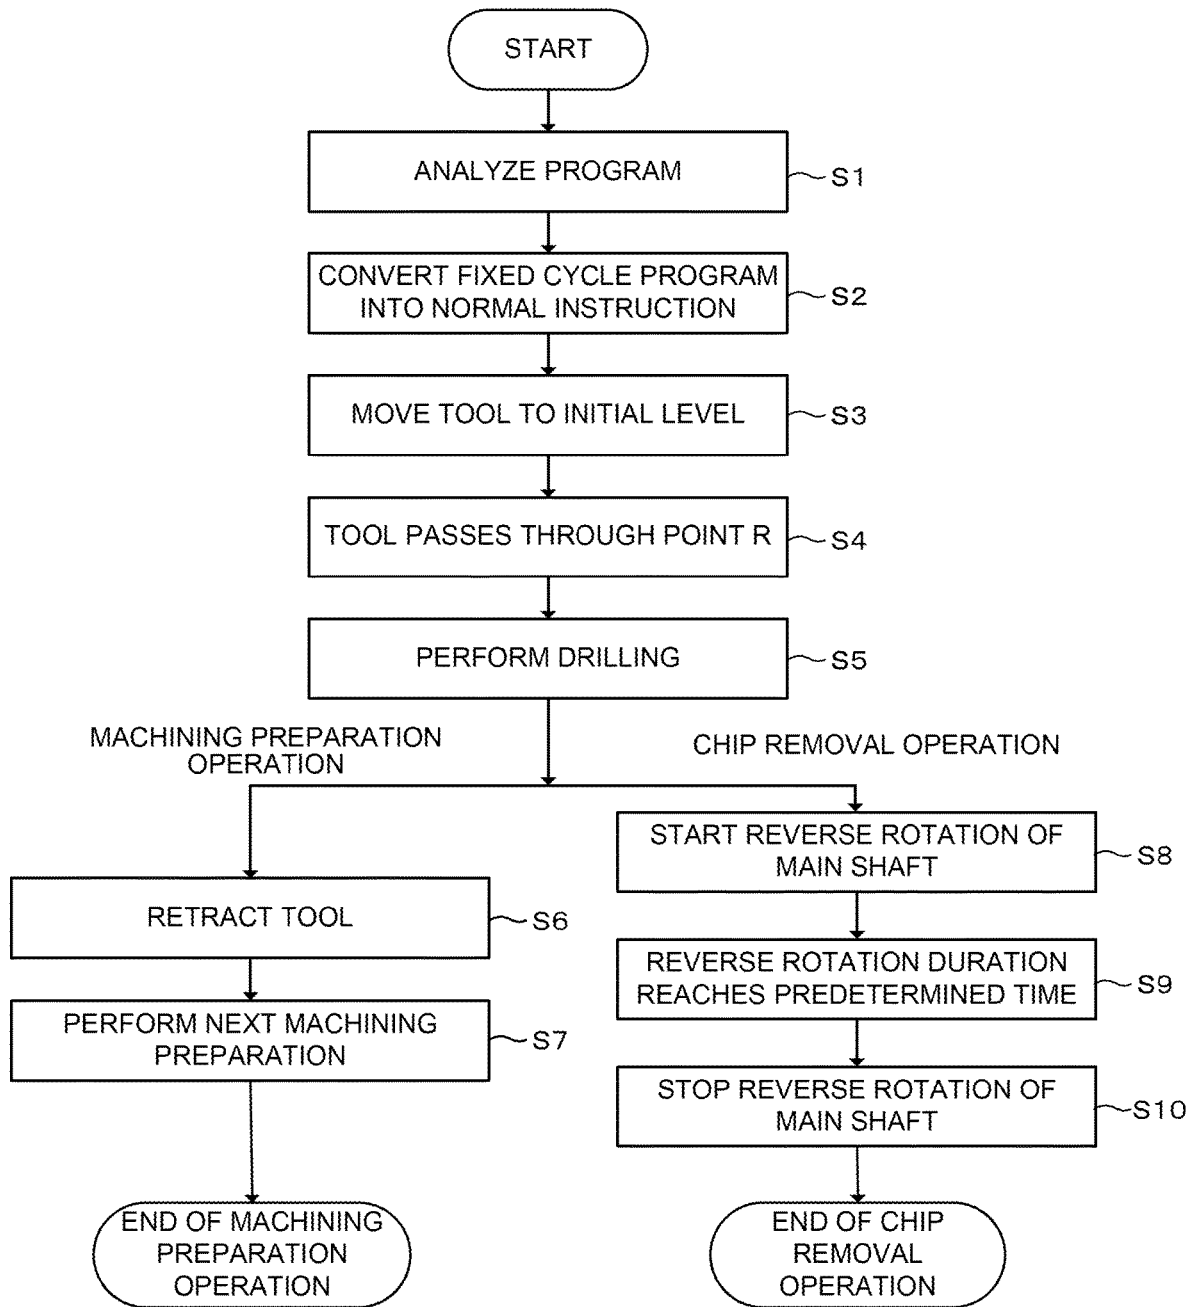 START
ANALYZE PROGRAM
S1
CONVERT FIXED CYCLE PROGRAM
INTO NORMAL INSTRUCTION
S2
MOVE TOOL TO INITIAL LEVEL
S3
TOOL PASSES THROUGH POINT R
S4
PERFORM DRILLING
S5
MACHINING PREPARATION
OPERATION
RETRACT TOOL
S6
PERFORM NEXT MACHINING
PREPARATION
S7
END OF MACHINING
PREPARATION
OPERATION
CHIP REMOVAL OPERATION
START REVERSE ROTATION OF
MAIN SHAFT
S8
REVERSE ROTATION DURATION
REACHES PREDETERMINED TIME
S9
STOP REVERSE ROTATION OF
MAIN SHAFT
S10
END OF CHIP
REMOVAL
OPERATION